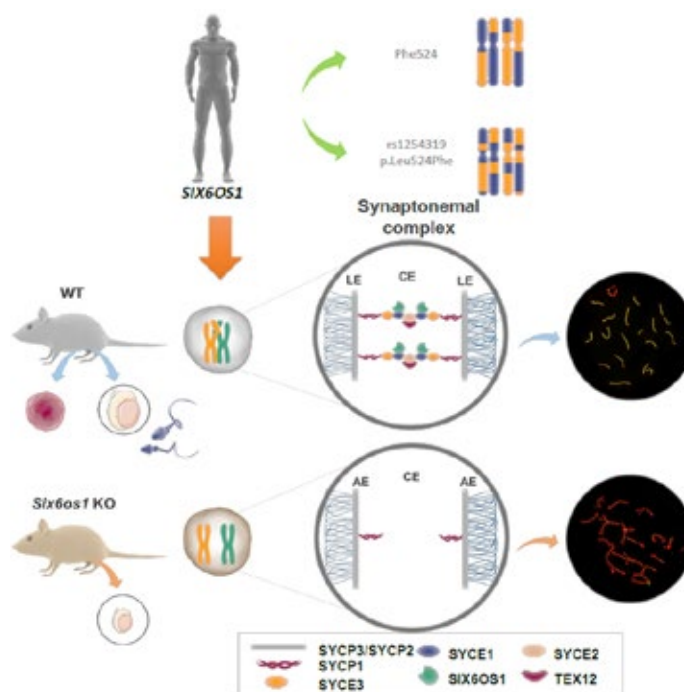 Phe524
rs1254319
p.Leu524Phe
SIX6OS1
Synaptonemal
complex
WT
LE
CE
LE
Six6os1 KO
AE
CE
AE
SYCP3/SYCP2
SYCP1
SYCE3
SYCE1
SIX6OS1
SYCE2
TEX12